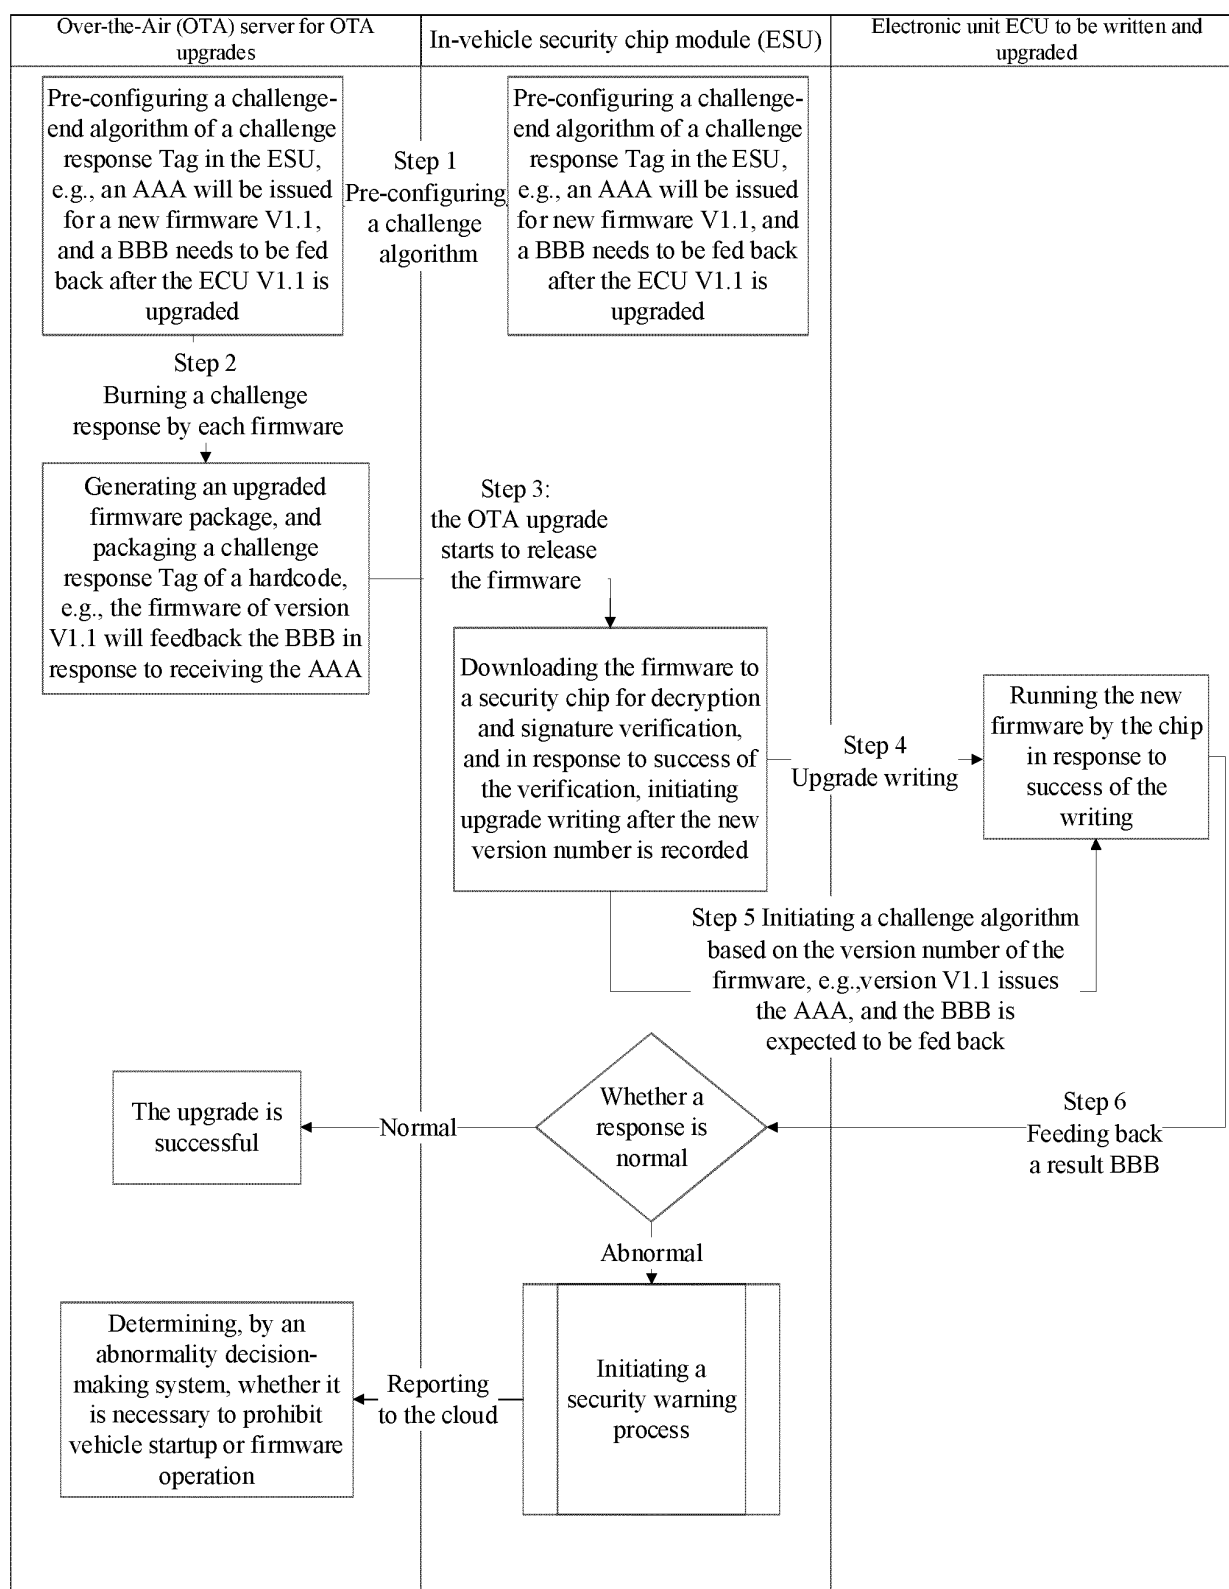 Over-the-Air (OTA) server for OTA
upgrades
In-vehicle security chip module (ESU)
Electronic unit ECU to be written and
upgraded
Pre-configuring a challenge-
end algorithm of a challenge
response Tag in the ESU,
e.g., an AAA will be issued
for a new firmware V1.1,
and a BBB needs to be fed
back after the ECU V1.1 is
upgraded
Step 1
Pre-configuring
a challenge
algorithm
Pre-configuring a challenge-
end algorithm of a challenge
response Tag in the ESU,
e.g., an AAA will be issued
for new firmware V1.1, and
a BBB needs to be fed back
after the ECU V1.1 is
upgraded
Step 2
Burning a challenge
response by each firmware
Generating an upgraded
firmware package, and
packaging a challenge
response Tag of a hardcode,
e.g., the firmware of version
V1.1 will feedback the BBB in
response to receiving the AAA
Step 3:
the OTA upgrade
starts to release
the firmware
Downloading the firmware to
a security chip for decryption
and signature verification,
and in response to success of
the verification, initiating
upgrade writing after the new
version number is recorded
Step 4
Upgrade writing
Running the new
firmware by the chip
in response to
success of the
writing
Step 5 Initiating a challenge algorithm
based on the version number of the
firmware, e.g.,version V1.1 issues
the AAA, and the BBB is
expected to be fed back
Step 6
Feeding back
a result BBB
Whether a
response is
normal
Normal
The upgrade is
successful
Abnormal
Initiating a
security warning
process
Reporting
to the cloud
Determining, by an
abnormality decision-
making system, whether it
is necessary to prohibit
vehicle startup or firmware
operation